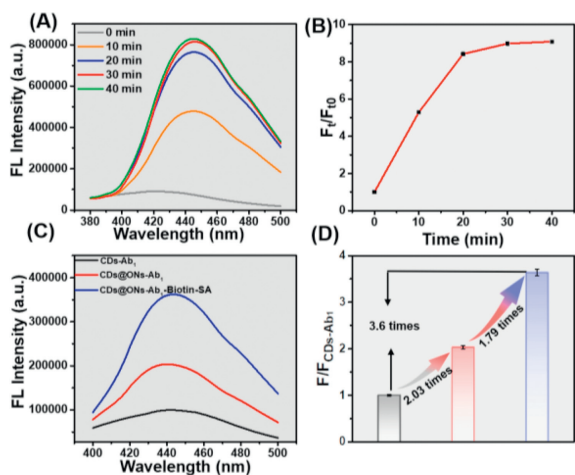 (A)
0 min
10 min
20 min
30 min
40 min
800000
600000
400000
200000
0
380 400 420 440 460 480 500
Wavelength (nm)
FL Intensity (a.u.)
(B)
10
8
6
4
2
0
0 10 20 30 40
Time (min)
Ft/Ft0
(C)
CDs-Ab1
CDs@ONs-Ab1
CDs@ONs-Ab1-Biotin-SA
400000
300000
200000
100000
400 420 440 460 480 500
Wavelength (nm)
FL Intensity (a.u.)
(D)
4
3
2
1
0
F/FCDs-Ab1
3.6 times
2.03 times
1.79 times